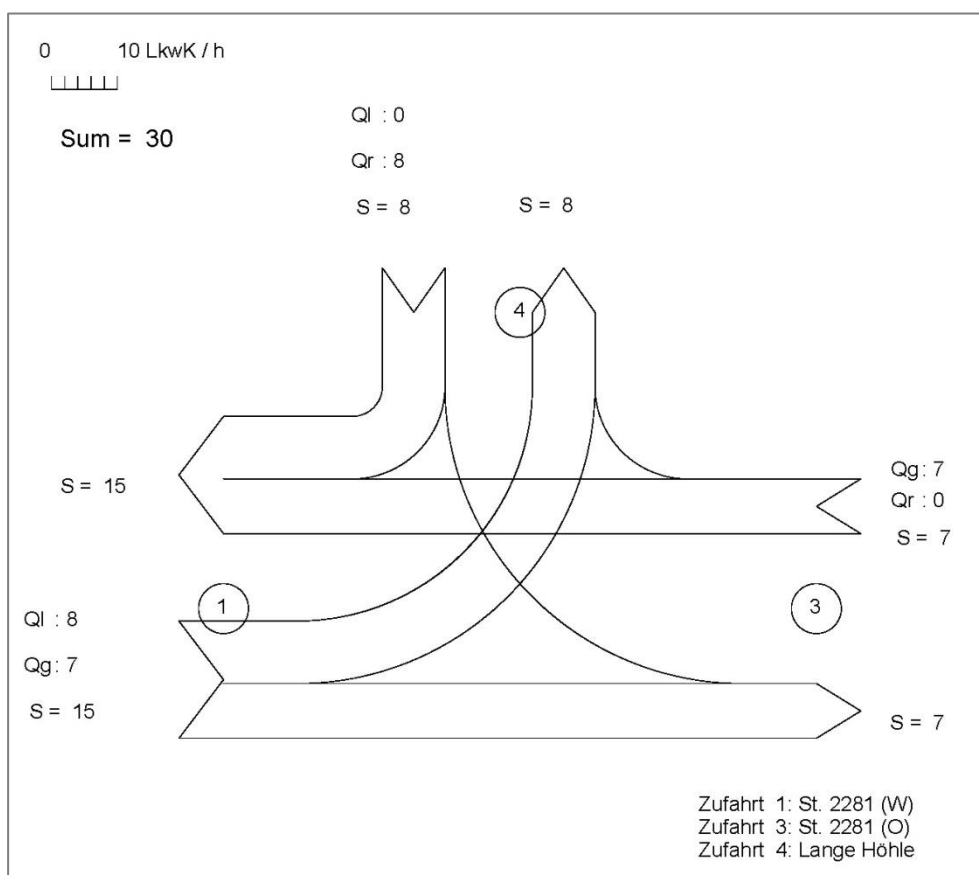 0 10 LkwK / h
Sum = 30
Ql : 0
Qr : 8
S = 8
S = 8
4
S = 15
Qg: 7
Qr : 0
S = 7
1
3
Ql : 8
Qg: 7
S = 15
S = 7
Zufahrt 1: St. 2281 (W)
Zufahrt 3: St. 2281 (O)
Zufahrt 4: Lange Höhle